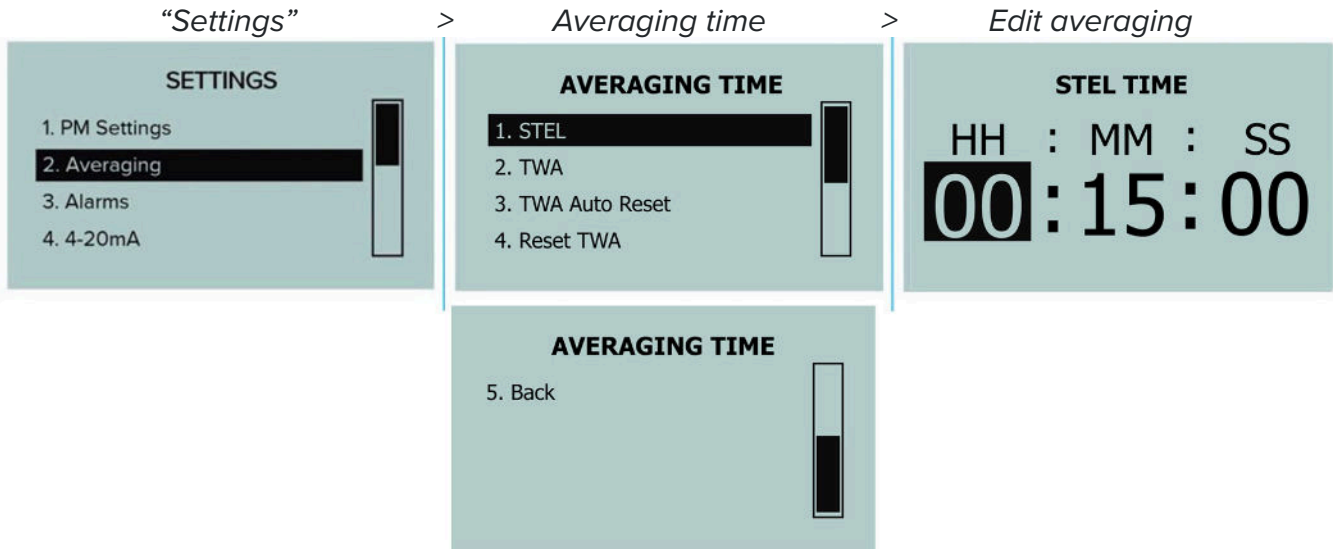 “Settings” > Averaging time > Edit averaging
SETTINGS
1. PM Settings
2. Averaging
3. Alarms
4. 4-20mA
AVERAGING TIME
1. STEL
2. TWA
3. TWA Auto Reset
4. Reset TWA
STEL TIME
HH : MM : SS
00:15:00
AVERAGING TIME
5. Back